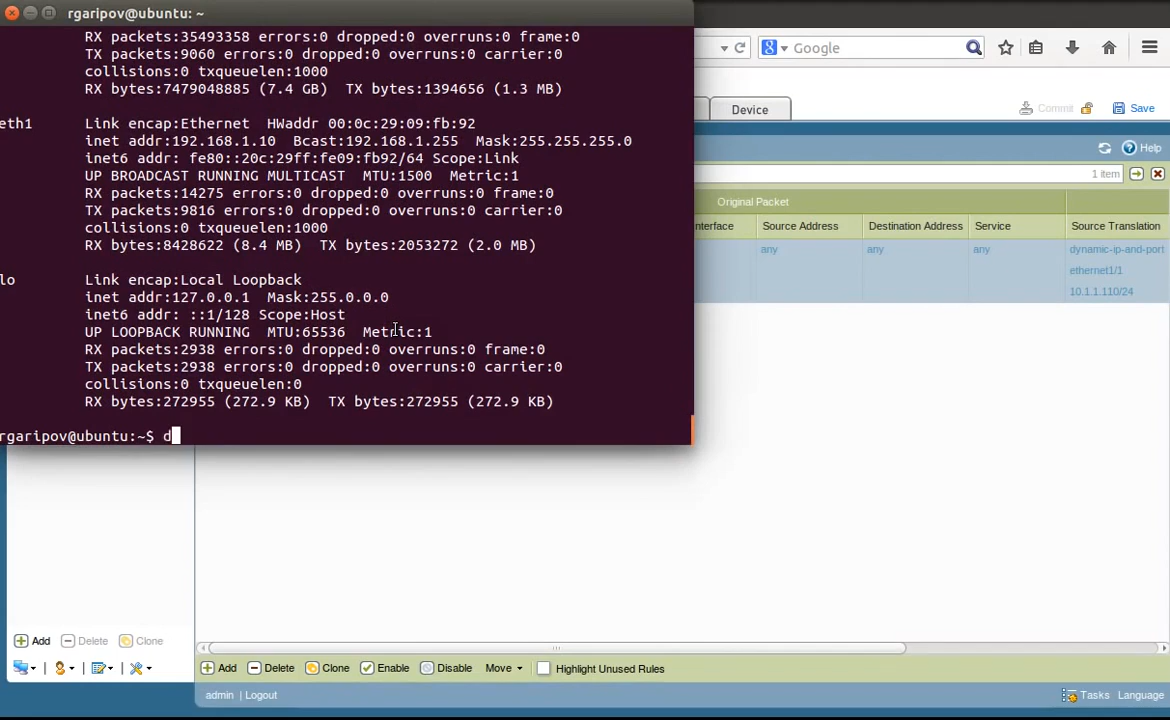 rgaripov@ubuntu: ~
RX packets:35493358 errors:0 dropped:0 overruns:0 frame:0
TX packets:9060 errors:0 dropped:0 overruns:0 carrier:0
collisions:0 txqueuelen:1000
RX bytes:7479048885 (7.4 GB)  TX bytes:1394656 (1.3 MB)
eth1 Link encap:Ethernet  HWaddr 00:0c:29:09:fb:92
inet addr:192.168.1.10  Bcast:192.168.1.255  Mask:255.255.255.0
inet6 addr: fe80::20c:29ff:fe09:fb92/64 Scope:Link
UP BROADCAST RUNNING MULTICAST  MTU:1500  Metric:1
RX packets:14275 errors:0 dropped:0 overruns:0 frame:0
TX packets:9816 errors:0 dropped:0 overruns:0 carrier:0
collisions:0 txqueuelen:1000
RX bytes:8428622 (8.4 MB)  TX bytes:2053272 (2.0 MB)
lo Link encap:Local Loopback
inet addr:127.0.0.1  Mask:255.0.0.0
inet6 addr: ::1/128 Scope:Host
UP LOOPBACK RUNNING  MTU:65536  Metric:1
RX packets:2938 errors:0 dropped:0 overruns:0 frame:0
TX packets:2938 errors:0 dropped:0 overruns:0 carrier:0
collisions:0 txqueuelen:0
RX bytes:272955 (272.9 KB)  TX bytes:272955 (272.9 KB)
rgaripov@ubuntu:~$ d
Google
Device
Commit Save
Help
1 item
Original Packet
nterface Source Address Destination Address Service Source Translation
any any any dynamic-ip-and-port
ethernet1/1
10.1.1.110/24
Add Delete Clone
Add Delete Clone Enable Disable Move Highlight Unused Rules
admin | Logout
Tasks Language